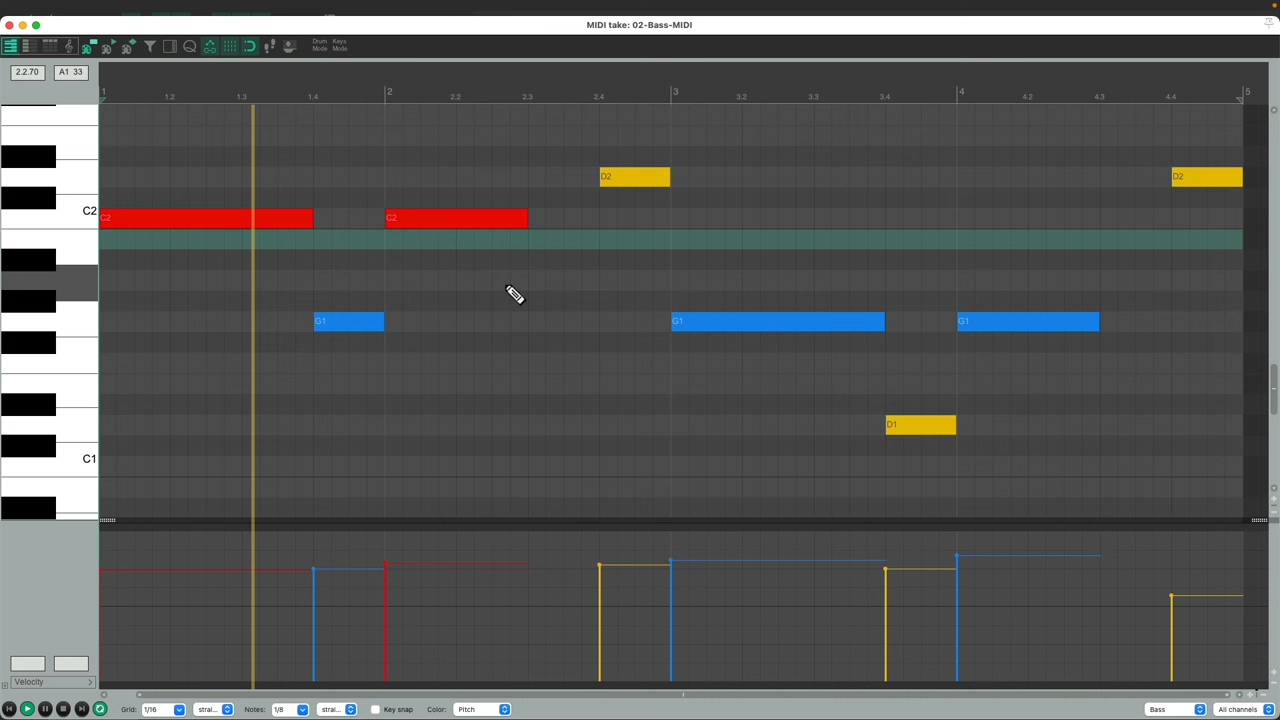 MIDI take: 02-Bass-MIDI
Drum Mode
Keys Mode
2.2.70
A1 33
1
2
3
4
5
1.2
1.3
1.4
2.2
2.3
2.4
3.2
3.3
3.4
4.2
4.3
4.4
D2
D2
C2
C2
C2
G1
G1
G1
D1
C1
Velocity
Grid:
1/16
strai...
Notes:
1/8
strai...
Key snap
Color:
Pitch
Bass
All channels